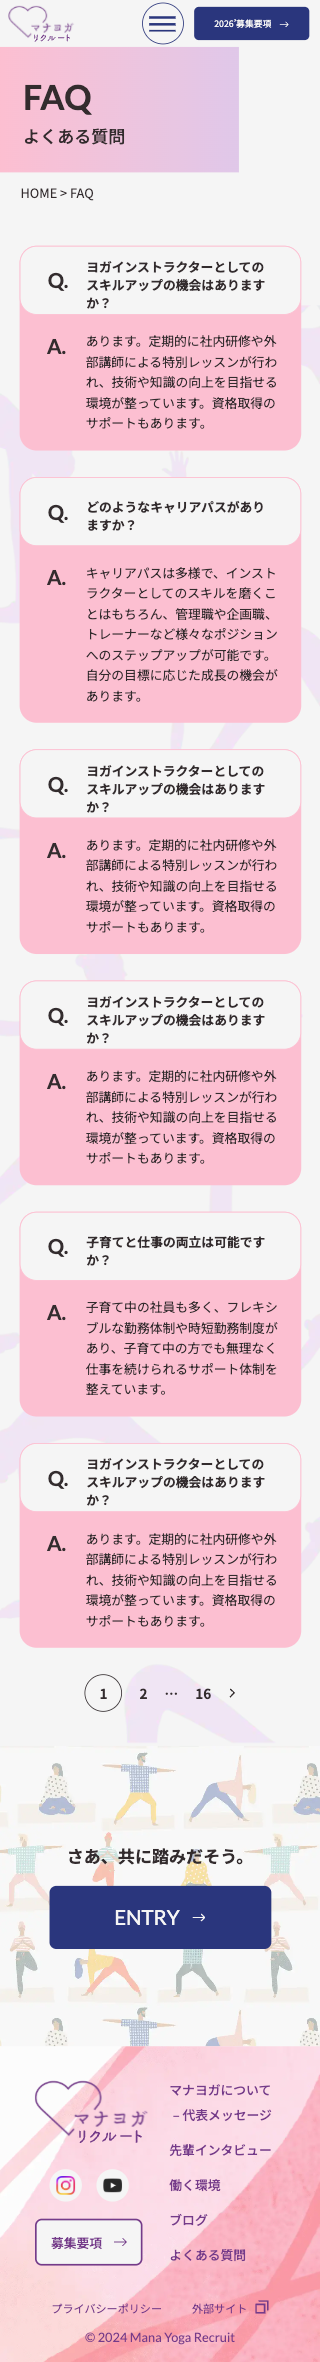 マナヨガ
リクルート
2026'募集要項 →
FAQ
よくある質問
HOME > FAQ
Q.
ヨガインストラクターとしての
スキルアップの機会はあります
か？
A.
あります。定期的に社内研修や外
部講師による特別レッスンが行わ
れ、技術や知識の向上を目指せる
環境が整っています。資格取得の
サポートもあります。
Q.
どのようなキャリアパスがあり
ますか？
A.
キャリアパスは多様で、インスト
ラクターとしてのスキルを磨くこ
とはもちろん、管理職や企画職、
トレーナーなど様々なポジション
へのステップアップが可能です。
自分の目標に応じた成長の機会が
あります。
Q.
ヨガインストラクターとしての
スキルアップの機会はあります
か？
A.
あります。定期的に社内研修や外
部講師による特別レッスンが行わ
れ、技術や知識の向上を目指せる
環境が整っています。資格取得の
サポートもあります。
Q.
ヨガインストラクターとしての
スキルアップの機会はあります
か？
A.
あります。定期的に社内研修や外
部講師による特別レッスンが行わ
れ、技術や知識の向上を目指せる
環境が整っています。資格取得の
サポートもあります。
Q.
子育てと仕事の両立は可能です
か？
A.
子育て中の社員も多く、フレキシ
ブルな勤務体制や時短勤務制度が
あり、子育て中の方でも無理なく
仕事を続けられるサポート体制を
整えています。
Q.
ヨガインストラクターとしての
スキルアップの機会はあります
か？
A.
あります。定期的に社内研修や外
部講師による特別レッスンが行わ
れ、技術や知識の向上を目指せる
環境が整っています。資格取得の
サポートもあります。
1 2 … 16 >
さあ、共に踏みだそう。
ENTRY →
マナヨガ
リクルート
募集要項 →
マナヨガについて
– 代表メッセージ
先輩インタビュー
働く環境
ブログ
よくある質問
プライバシーポリシー 外部サイト
© 2024 Mana Yoga Recruit